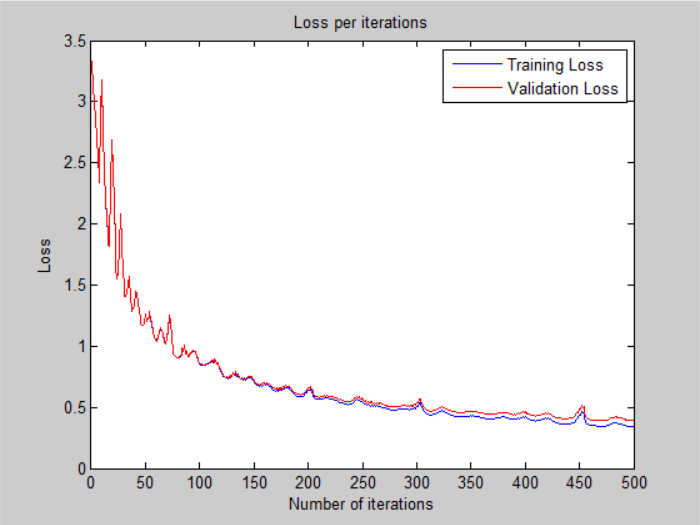 Loss per iterations
3.5
3
2.5
2
1.5
1
0.5
0
Loss
Training Loss
Validation Loss
0 50 100 150 200 250 300 350 400 450 500
Number of iterations